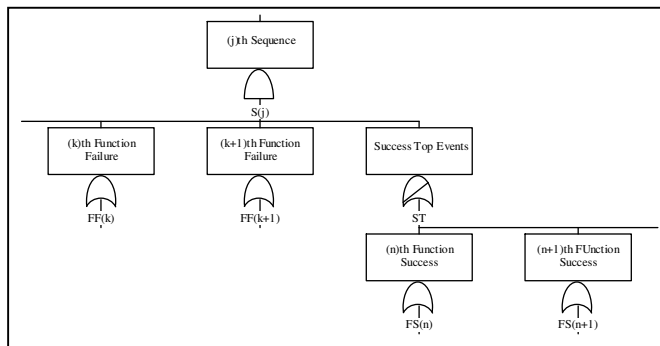 (j)th Sequence
S(j)
(k)th Function
Failure
(k+1)th Function
Failure
Success Top Events
FF(k)
FF(k+1)
ST
(n)th Function
Success
(n+1)th FUnction
Success
FS(n)
FS(n+1)